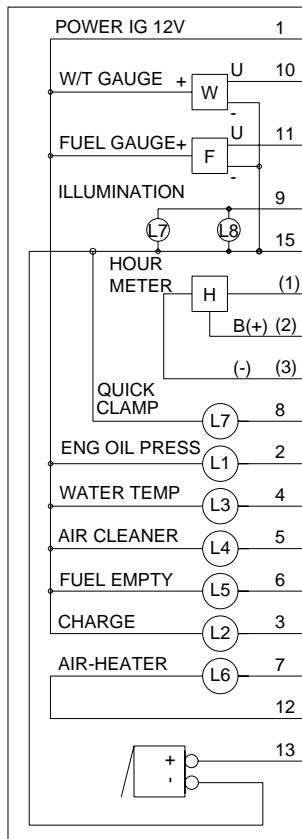 POWER IG 12V 1
W/T GAUGE + W U 10
-
FUEL GAUGE+ F U 11
-
ILLUMINATION 9
L7 L8 15
HOUR METER H (1)
B(+) (2)
(-) (3)
QUICK CLAMP L7 8
ENG OIL PRESS L1 2
WATER TEMP L3 4
AIR CLEANER L4 5
FUEL EMPTY L5 6
CHARGE L2 3
AIR-HEATER L6 7
12
+ 13
-